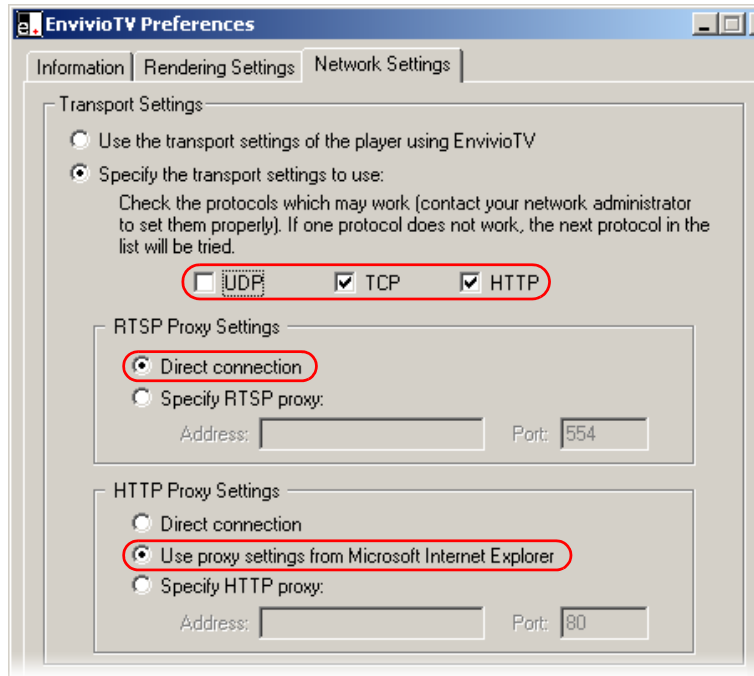 e. EnvivioTV Preferences
Information Rendering Settings Network Settings
Transport Settings
Use the transport settings of the player using EnvivioTV
Specify the transport settings to use:
Check the protocols which may work (contact your network administrator
to set them properly). If one protocol does not work, the next protocol in the
list will be tried.
UDP TCP HTTP
RTSP Proxy Settings
Direct connection
Specify RTSP proxy:
Address: Port: 554
HTTP Proxy Settings
Direct connection
Use proxy settings from Microsoft Internet Explorer
Specify HTTP proxy:
Address: Port: 80